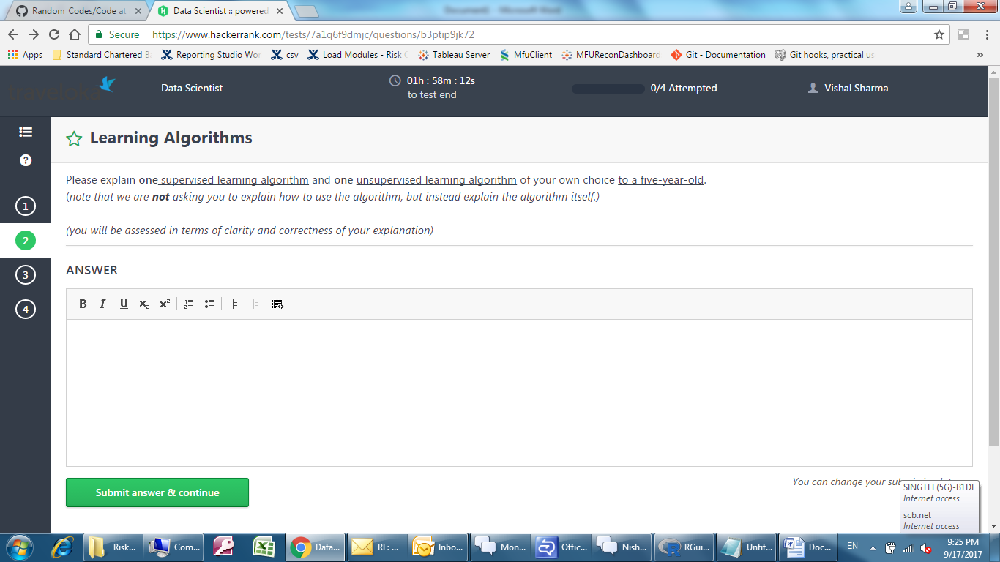 Random_Codes/Code at
Data Scientist :: powered
Document1 - Microsoft Word
Secure
https://www.hackerrank.com/tests/7a1q6f9dmjc/questions/b3ptip9jk72
Apps
Standard Chartered B
Reporting Studio Wor
csv
Load Modules - Risk
Tableau Server
MfuClient
MFUReconDashboard
Git - Documentation
Git hooks, practical us
»
traveloka
Data Scientist
01h : 58m : 12s
to test end
0/4 Attempted
Vishal Sharma
Learning Algorithms
Please explain one supervised learning algorithm and one unsupervised learning algorithm of your own choice to a five-year-old.
(note that we are not asking you to explain how to use the algorithm, but instead explain the algorithm itself.)
(you will be assessed in terms of clarity and correctness of your explanation)
1
2
3
4
ANSWER
B I U x₂ x²
Submit answer & continue
You can change your
SINGTEL(5G)-B1DF
Internet access
scb.net
Internet access
Risk...
Com...
Data...
RE: ...
Inbo...
Mon...
Offic...
Nish...
RGui...
Untit...
Doc...
EN
9:25 PM
9/17/2017